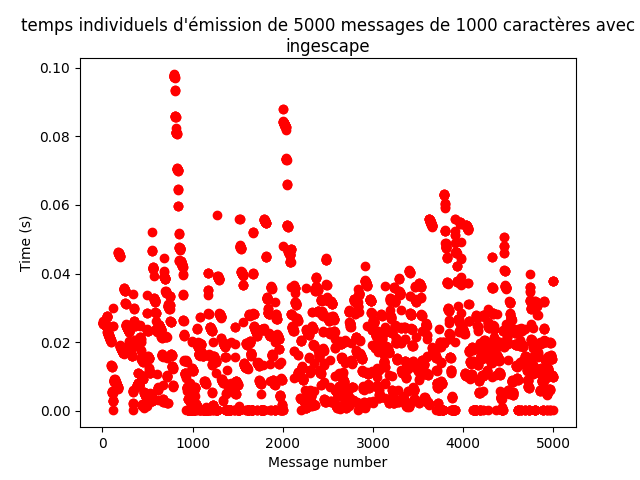 temps individuels d'émission de 5000 messages de 1000 caractères avec
ingescape
0.10
0.08
0.06
0.04
0.02
0.00
Time (s)
0 1000 2000 3000 4000 5000
Message number